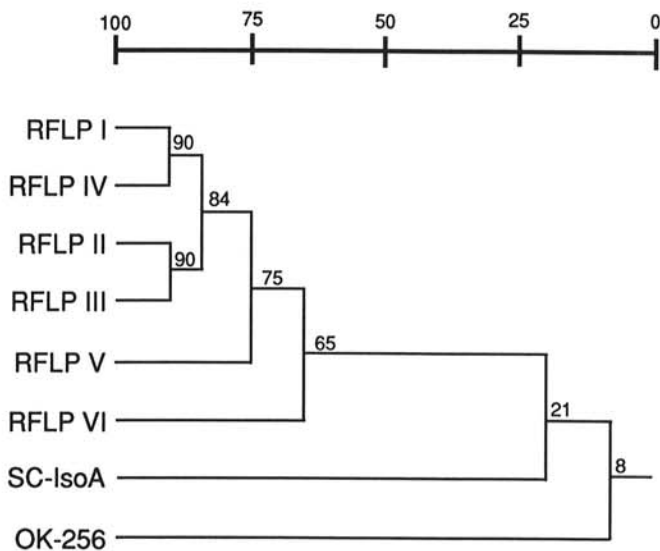 100 75 50 25 0
RFLP I
90
RFLP IV
84
RFLP II
90
RFLP III
75
RFLP V
65
RFLP VI
21
SC-IsoA
8
OK-256